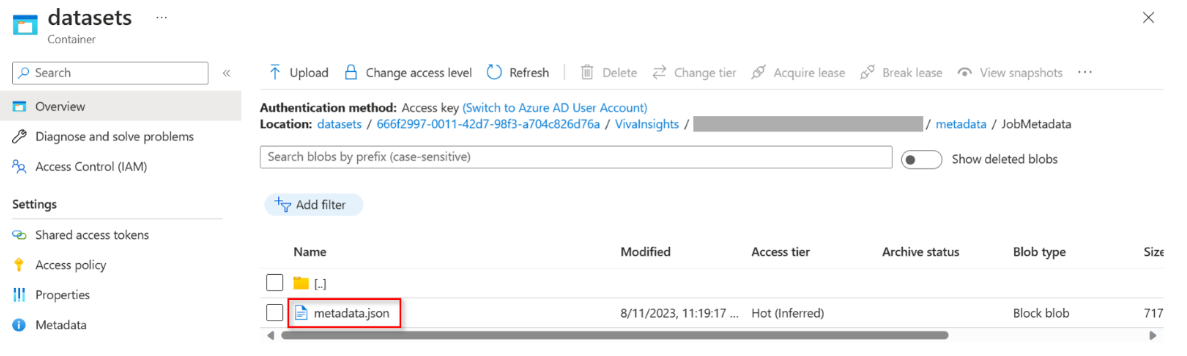 datasets ...
Container
Search «
Overview
Diagnose and solve problems
Access Control (IAM)
Settings
Shared access tokens
Access policy
Properties
Metadata
Upload Change access level Refresh Delete Change tier Acquire lease Break lease View snapshots ...
Authentication method: Access key (Switch to Azure AD User Account)
Location: datasets / 666f2997-0011-42d7-98f3-a704c826d76a / VivaInsights / / metadata / JobMetadata
Search blobs by prefix (case-sensitive)
Show deleted blobs
Add filter
Name Modified Access tier Archive status Blob type Size
[..]
metadata.json 8/11/2023, 11:19:17 ... Hot (Inferred) Block blob 717